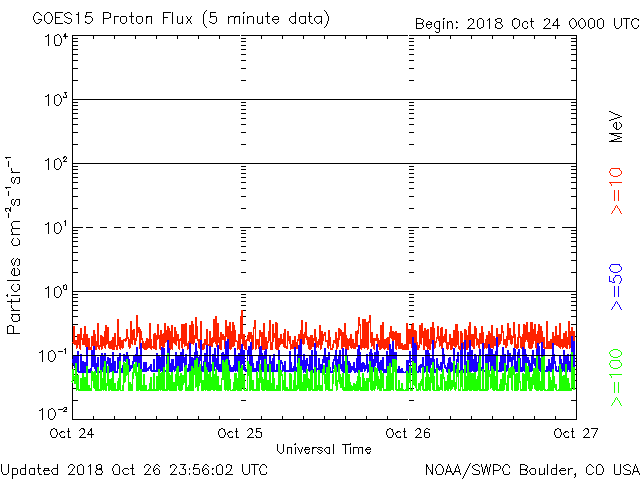 GOES15 Proton Flux (5 minute data)
Begin: 2018 Oct 24 0000 UTC
Particles cm⁻²s⁻¹sr⁻¹
10⁴
10³
10²
10¹
10⁰
10⁻¹
10⁻²
MeV
>=10
>=50
>=100
Oct 24 Oct 25 Oct 26 Oct 27
Universal Time
Updated 2018 Oct 26 23:56:02 UTC
NOAA/SWPC Boulder, CO USA